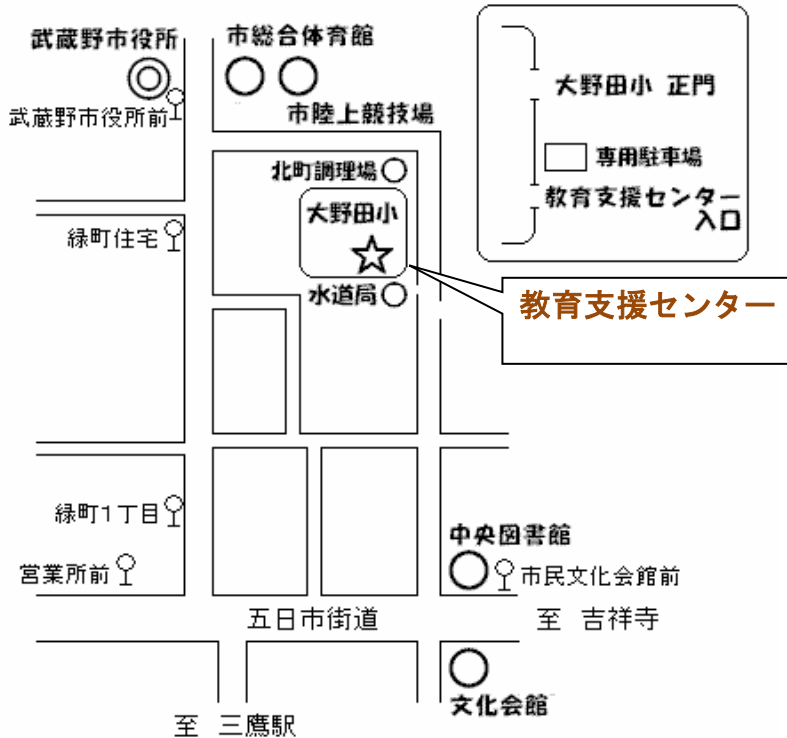 武蔵野市役所
市総合体育館
武蔵野市役所前
市陸上競技場
大野田小 正門
専用駐車場
教育支援センター
入口
北町調理場
大野田小
緑町住宅
水道局
教育支援センター
緑町1丁目
営業所前
中央図書館
市民文化会館前
五日市街道
至 吉祥寺
文化会館
至 三鷹駅